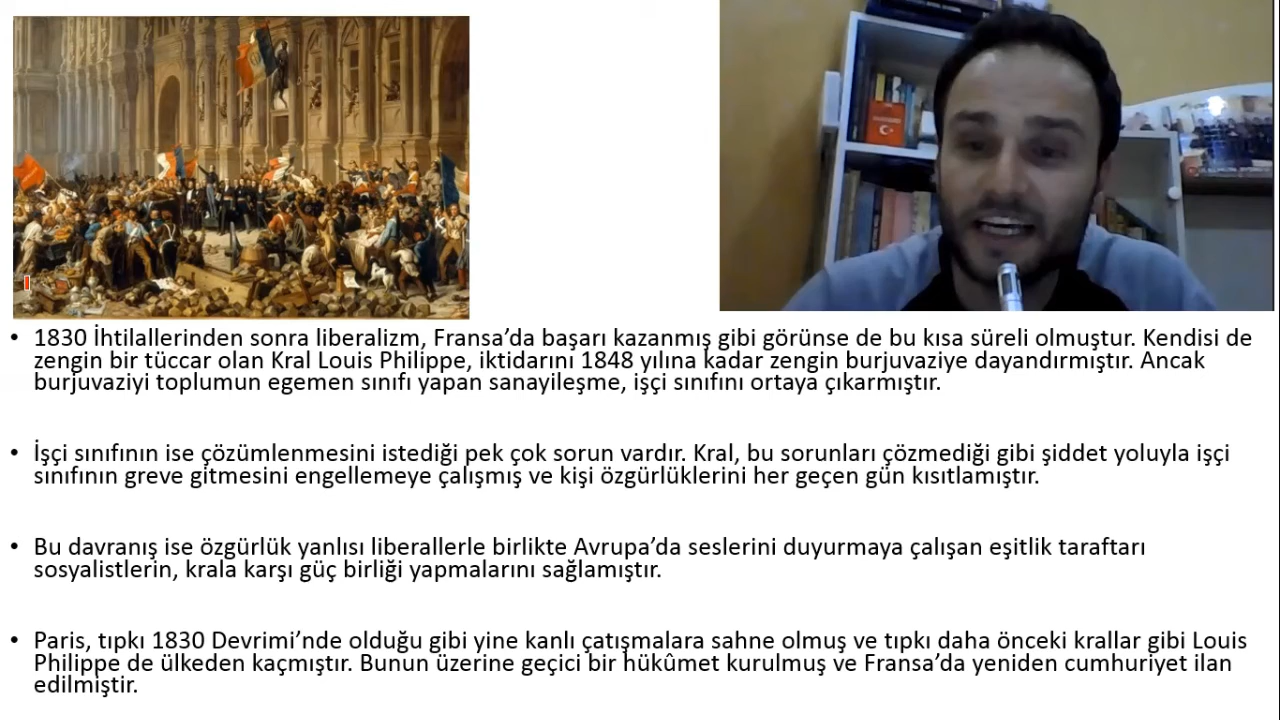 • 1830 İhtilallerinden sonra liberalizm, Fransa’da başarı kazanmış gibi görünse de bu kısa süreli olmuştur. Kendisi de
zengin bir tüccar olan Kral Louis Philippe, iktidarını 1848 yılına kadar zengin burjuvaziye dayandırmıştır. Ancak
burjuvaziyi toplumun egemen sınıfı yapan sanayileşme, işçi sınıfını ortaya çıkarmıştır.
• İşçi sınıfının ise çözümlenmesini istediği pek çok sorun vardır. Kral, bu sorunları çözmediği gibi şiddet yoluyla işçi
sınıfının greve gitmesini engellemeye çalışmış ve kişi özgürlüklerini her geçen gün kısıtlamıştır.
• Bu davranış ise özgürlük yanlısı liberallerle birlikte Avrupa’da seslerini duyurmaya çalışan eşitlik taraftarı
sosyalistlerin, krala karşı güç birliği yapmalarını sağlamıştır.
• Paris, tıpkı 1830 Devrimi’nde olduğu gibi yine kanlı çatışmalara sahne olmuş ve tıpkı daha önceki krallar gibi Louis
Philippe de ülkeden kaçmıştır. Bunun üzerine geçici bir hükûmet kurulmuş ve Fransa’da yeniden cumhuriyet ilan
edilmiştir.